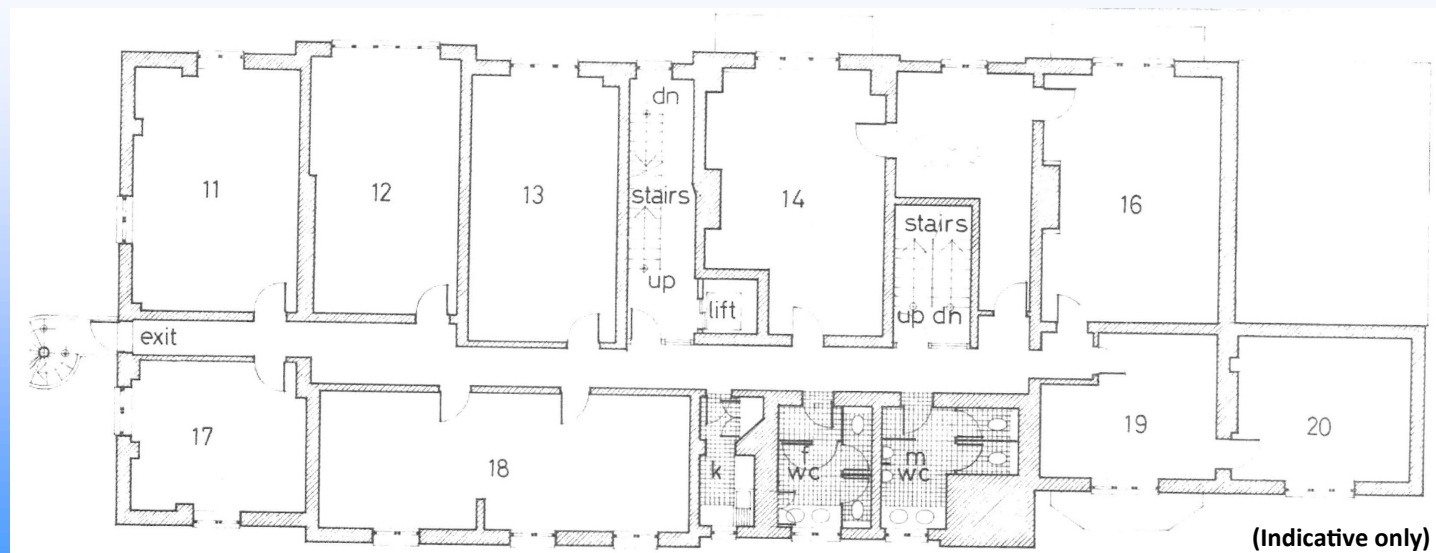 dn
11
12
13
stairs
14
16
stairs
up
lift
up dn
exit
17
18
k
f
wc
m
wc
19
20
(Indicative only)